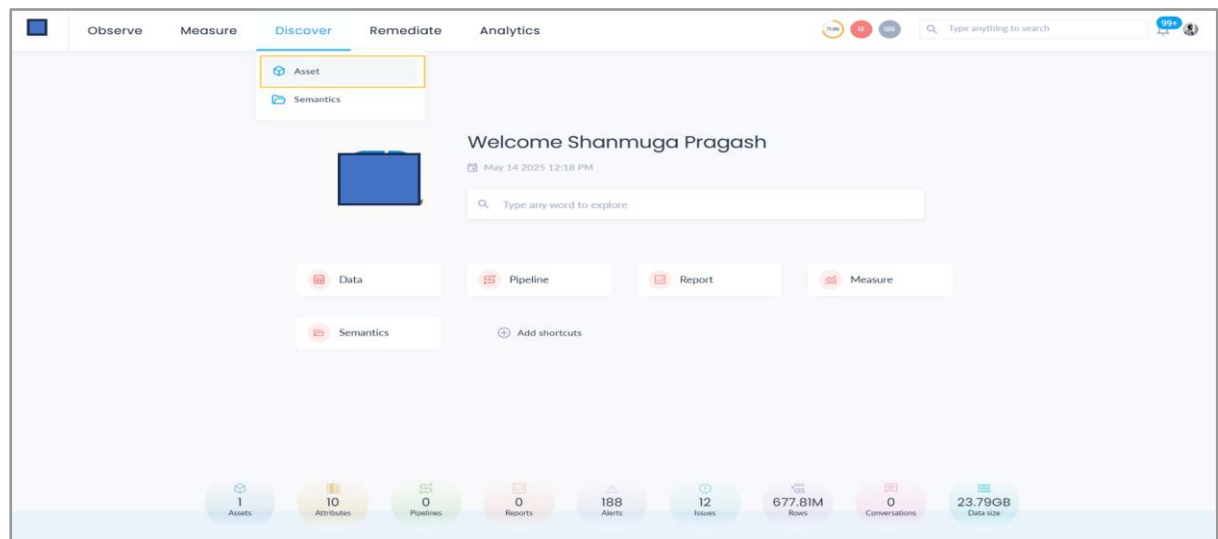 Observe Measure Discover Remediate Analytics 12 188 Type anything to search 99+
Asset
Semantics
Welcome Shanmuga Pragash
May 14 2025 12:18 PM
Type any word to explore
Data Pipeline Report Measure
Semantics Add shortcuts
1 10 0 0 188 12 677.81M 0 23.79GB
Assets Attributes Pipelines Reports Alerts Issues Rows Conversations Data size